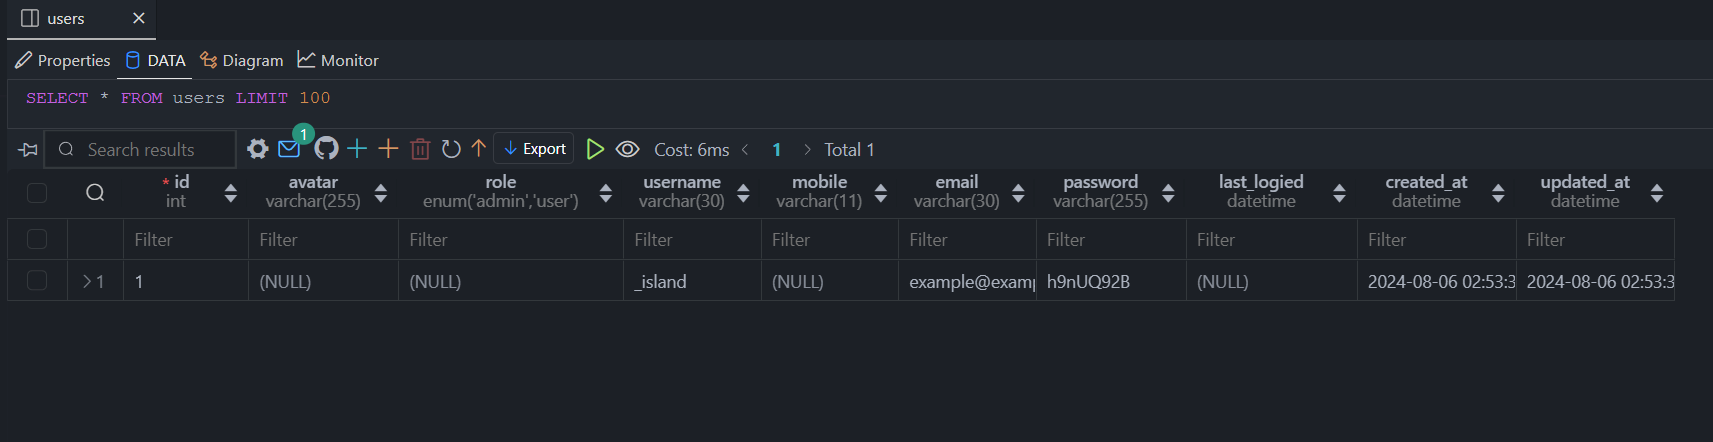 users
Properties DATA Diagram Monitor
SELECT * FROM users LIMIT 100
Search results 1 Export Cost: 6ms 1 Total 1
* id avatar role username mobile email password last_logied created_at updated_at
int varchar(255) enum('admin','user') varchar(30) varchar(11) varchar(30) varchar(255) datetime datetime datetime
Filter Filter Filter Filter Filter Filter Filter Filter Filter Filter
1 1 (NULL) (NULL) _island (NULL) example@examp h9nUQ92B (NULL) 2024-08-06 02:53:3 2024-08-06 02:53:3